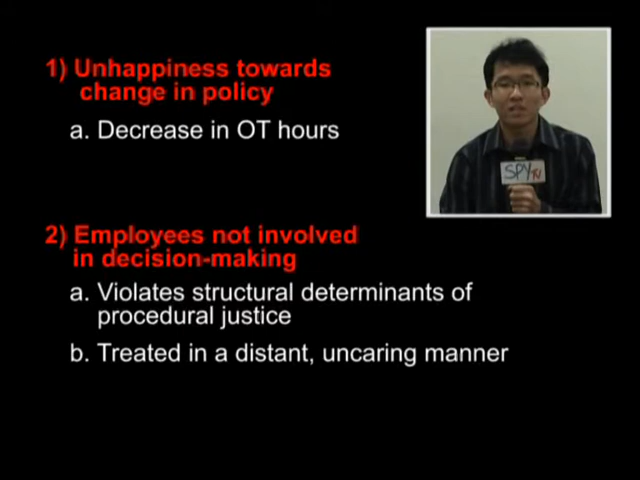 1) Unhappiness towards
change in policy
a. Decrease in OT hours
SPY TV
2) Employees not involved
in decision-making
a. Violates structural determinants of
procedural justice
b. Treated in a distant, uncaring manner